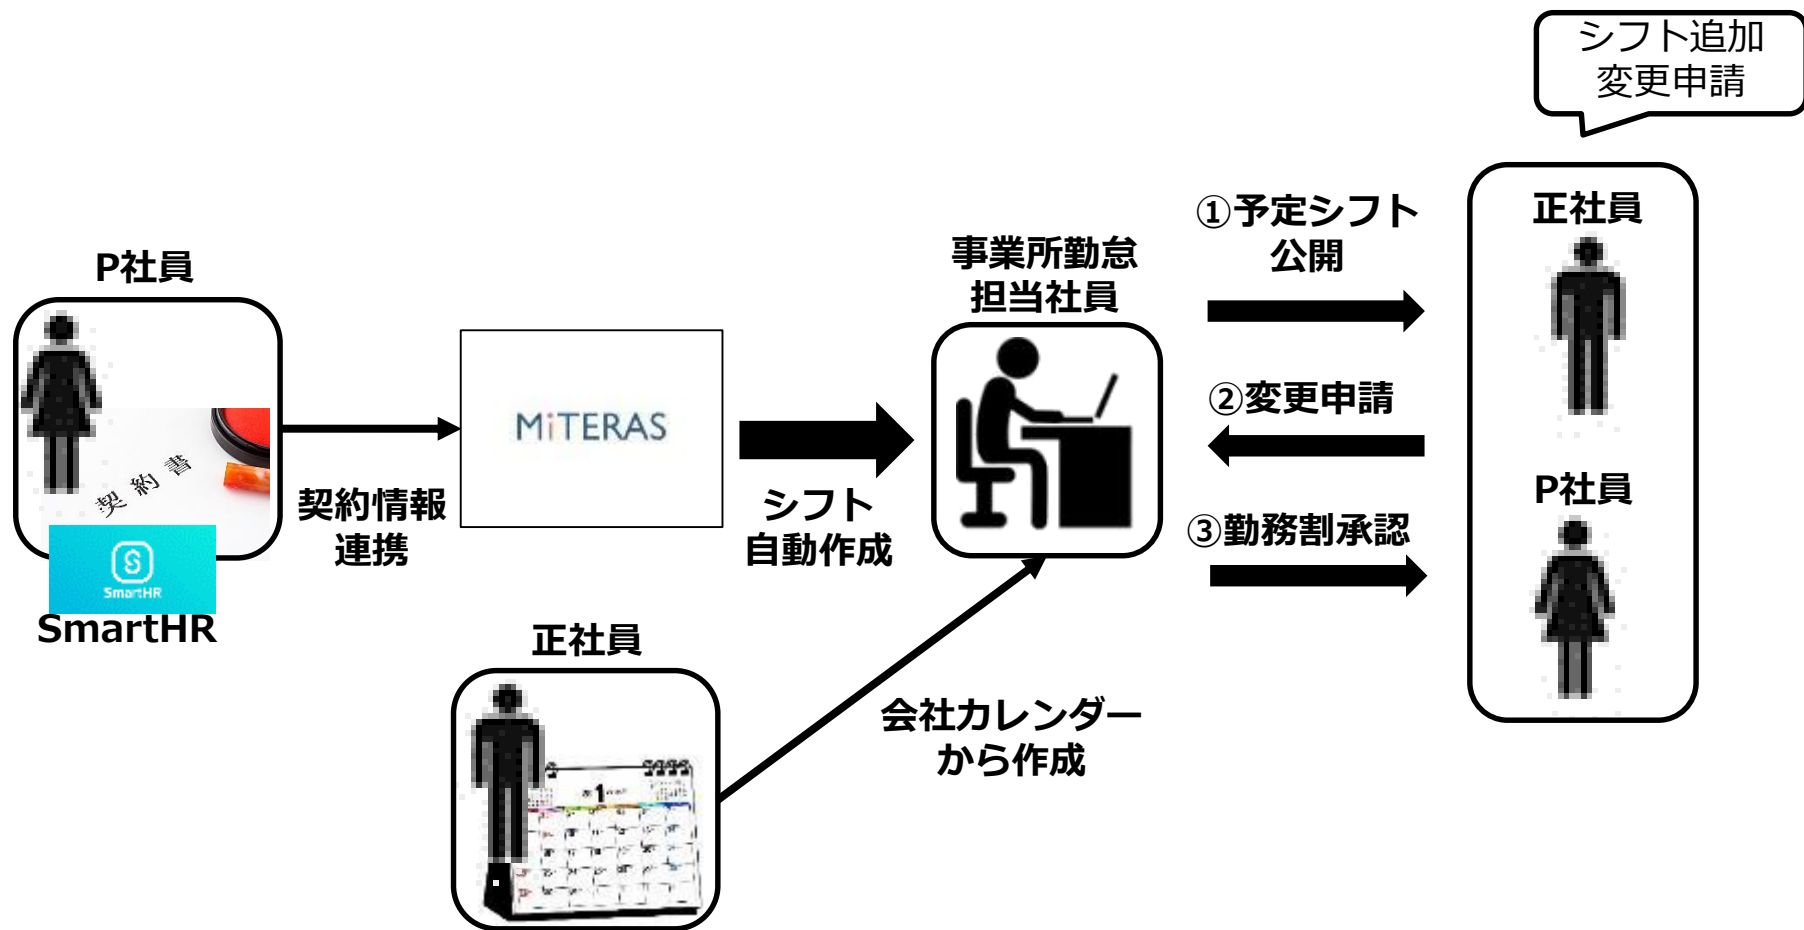 シフト追加
変更申請
P社員
契約書
SmartHR
SmartHR
契約情報
連携
MiTERAS
シフト
自動作成
正社員
1
会社カレンダー
から作成
事業所勤怠
担当社員
①予定シフト
公開
②変更申請
③勤務割承認
正社員
P社員